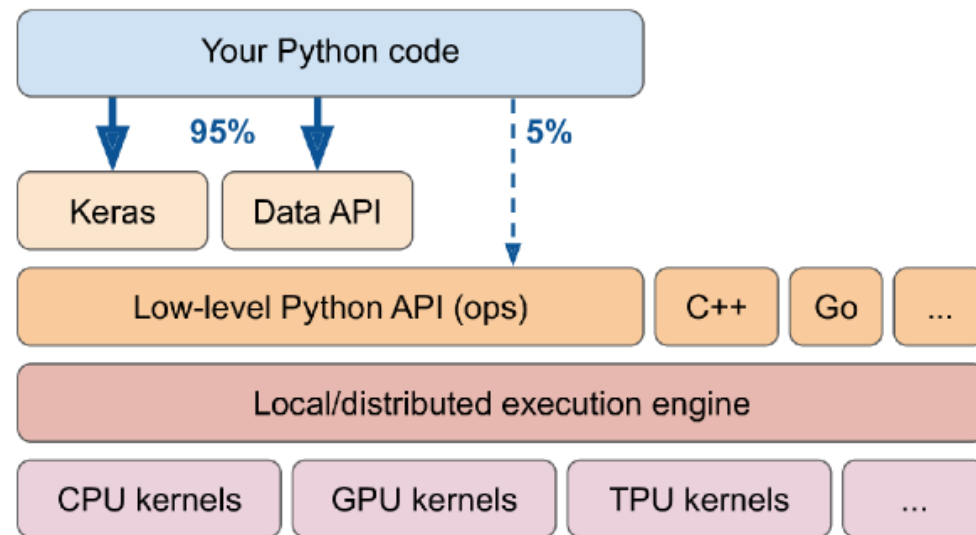 Your Python code
95%
5%
Keras
Data API
Low-level Python API (ops)
C++
Go
...
Local/distributed execution engine
CPU kernels
GPU kernels
TPU kernels
...